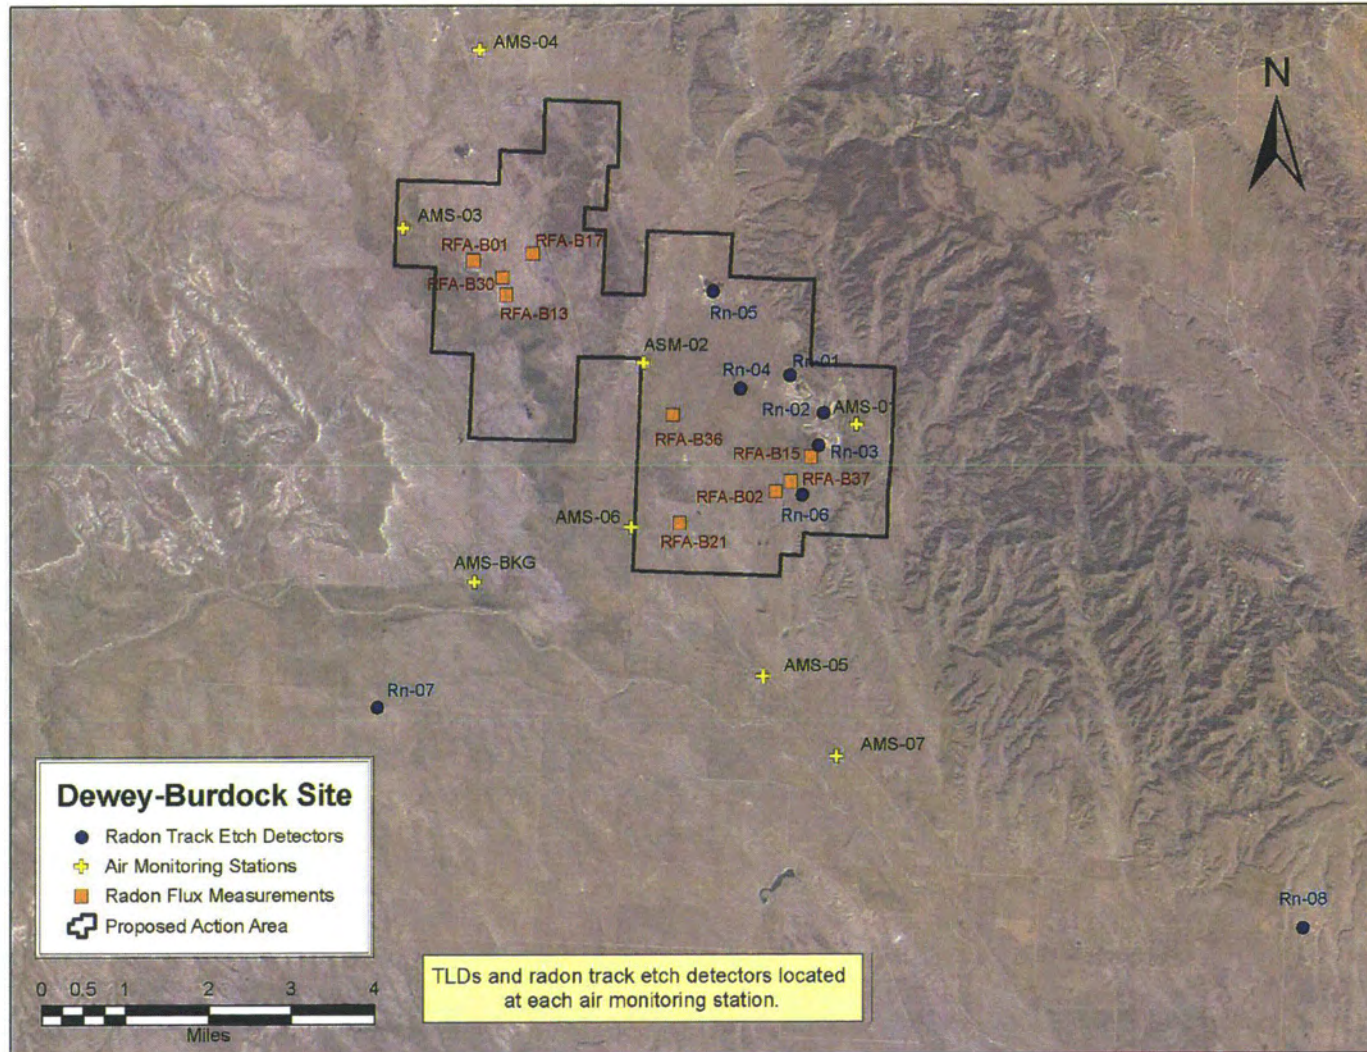 AMS-04
N
AMS-03
RFA-B01
RFA-B17
RFA-B30
RFA-B13
Rn-05
ASM-02
Rn-04
Rn-01
Rn-02
AMS-01
RFA-B36
RFA-B15
Rn-03
RFA-B37
RFA-B02
Rn-06
AMS-06
RFA-B21
AMS-BKG
AMS-05
Rn-07
AMS-07
Rn-08
Dewey-Burdock Site
Radon Track Etch Detectors
Air Monitoring Stations
Radon Flux Measurements
Proposed Action Area
0 0.5 1 2 3 4
Miles
TLDs and radon track etch detectors located
at each air monitoring station.